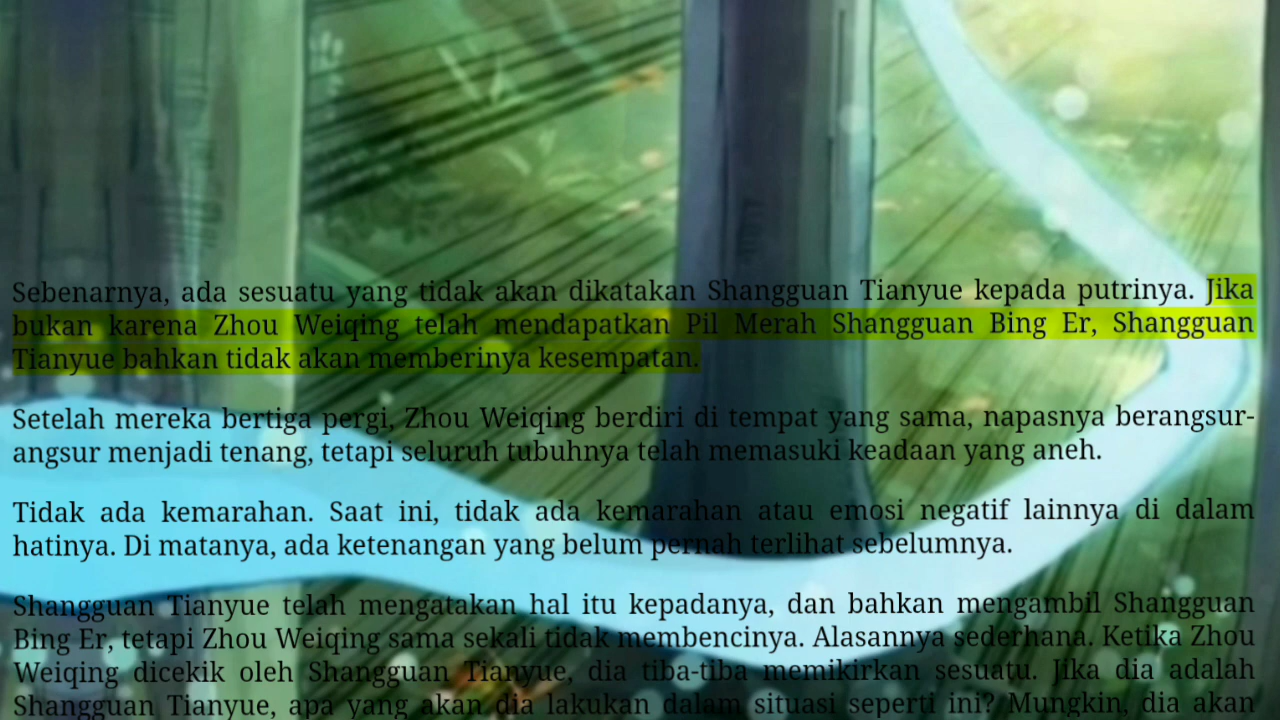 Sebenarnya, ada sesuatu yang tidak akan dikatakan Shangguan Tianyue kepada putrinya. Jika
bukan karena Zhou Weiqing telah mendapatkan Pil Merah Shangguan Bing Er, Shangguan
Tianyue bahkan tidak akan memberinya kesempatan.
Setelah mereka bertiga pergi, Zhou Weiqing berdiri di tempat yang sama, napasnya berangsur-
angsur menjadi tenang, tetapi seluruh tubuhnya telah memasuki keadaan yang aneh.
Tidak ada kemarahan. Saat ini, tidak ada kemarahan atau emosi negatif lainnya di dalam
hatinya. Di matanya, ada ketenangan yang belum pernah terlihat sebelumnya.
Shangguan Tianyue telah mengatakan hal itu kepadanya, dan bahkan mengambil Shangguan
Bing Er, tetapi Zhou Weiqing sama sekali tidak membencinya. Alasannya sederhana. Ketika Zhou
Weiqing dicekik oleh Shangguan Tianyue, dia tiba-tiba memikirkan sesuatu. Jika dia adalah
Shangguan Tianyue, apa yang akan dia lakukan dalam situasi seperti ini? Mungkin, dia akan